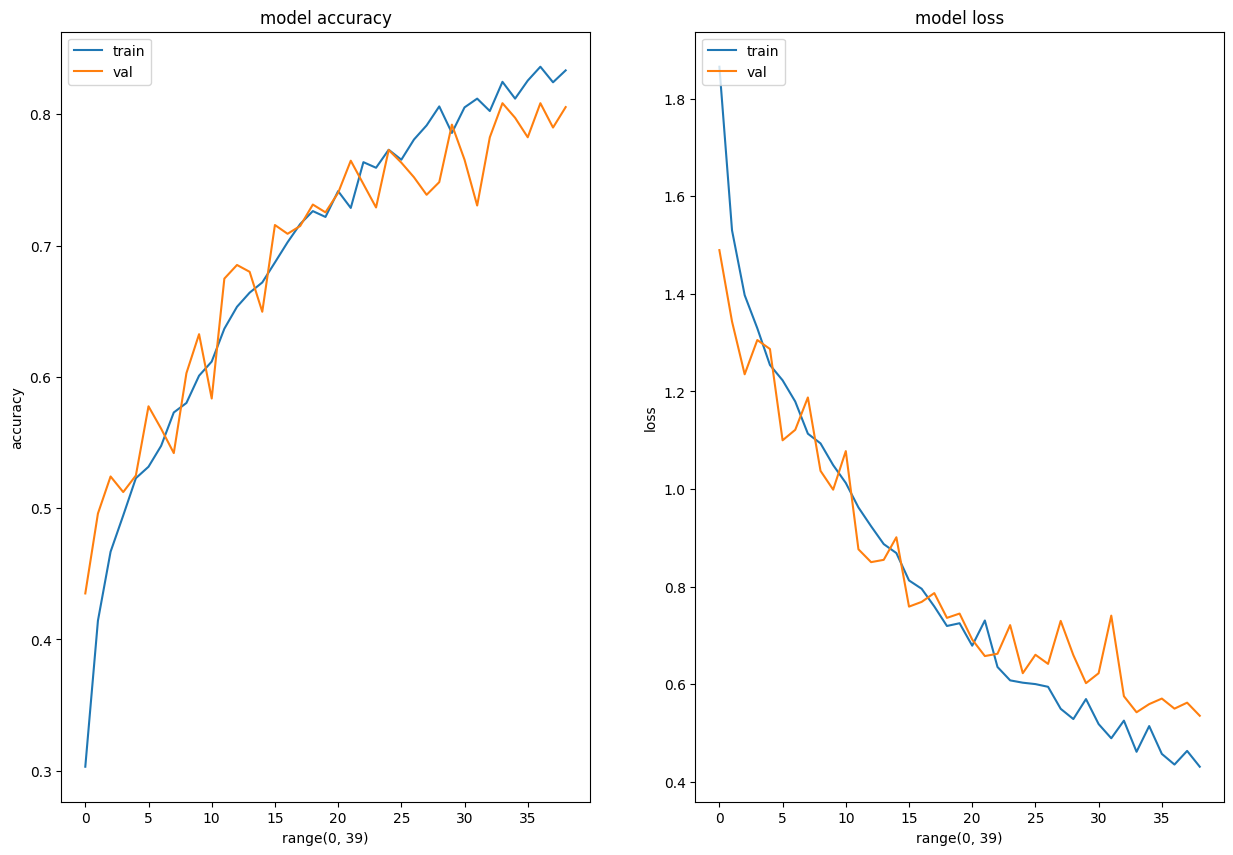 model accuracy
train
val
0.8
0.7
0.6
0.5
0.4
0.3
accuracy
0 5 10 15 20 25 30 35
range(0, 39)
model loss
train
val
1.8
1.6
1.4
1.2
1.0
0.8
0.6
0.4
loss
0 5 10 15 20 25 30 35
range(0, 39)